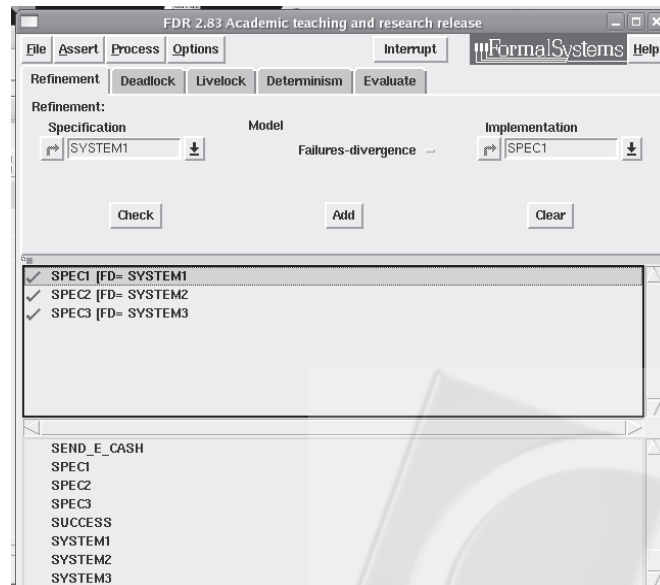 FDR 2.83 Academic teaching and research release
File Assert Process Options Interrupt FormalSystems Help
Refinement Deadlock Livelock Determinism Evaluate
Refinement:
Specification Model Implementation
SYSTEM1 Failures-divergence SPEC1
Check Add Clear
SPEC1 [FD= SYSTEM1
SPEC2 [FD= SYSTEM2
SPEC3 [FD= SYSTEM3
SEND_E_CASH
SPEC1
SPEC2
SPEC3
SUCCESS
SYSTEM1
SYSTEM2
SYSTEM3